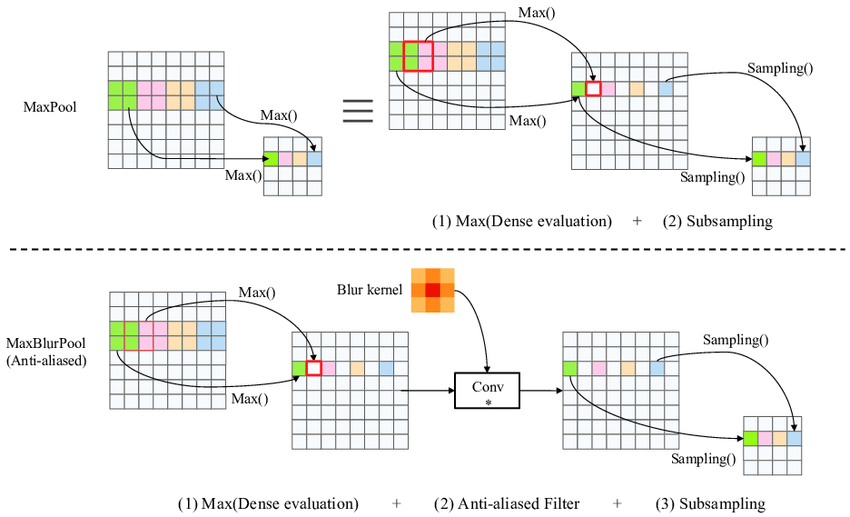 MaxPool
Max()
Max()
Max()
Max()
Sampling()
Sampling()
(1) Max(Dense evaluation) + (2) Subsampling
MaxBlurPool
(Anti-aliased)
Max()
Max()
Blur kernel
Conv
*
Sampling()
Sampling()
(1) Max(Dense evaluation) + (2) Anti-aliased Filter + (3) Subsampling